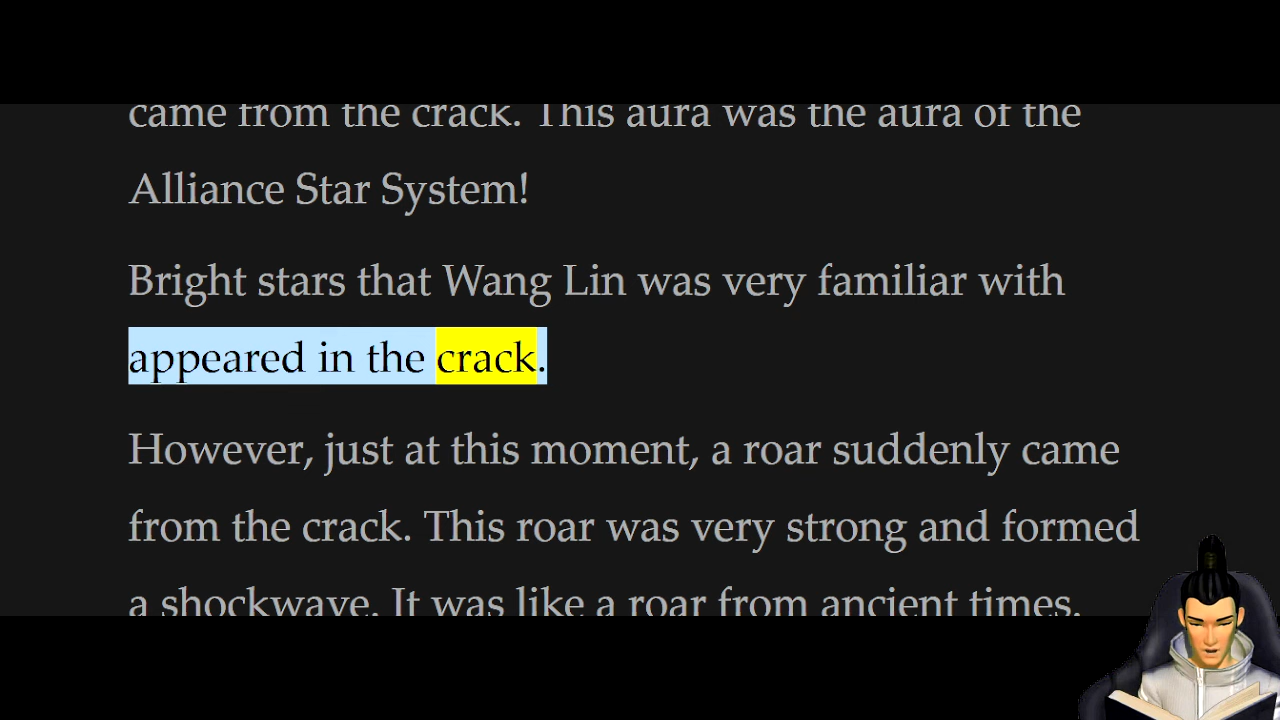 came from the crack. This aura was the aura of the
Alliance Star System!
Bright stars that Wang Lin was very familiar with
appeared in the crack.
However, just at this moment, a roar suddenly came
from the crack. This roar was very strong and formed
a shockwave. It was like a roar from ancient times.